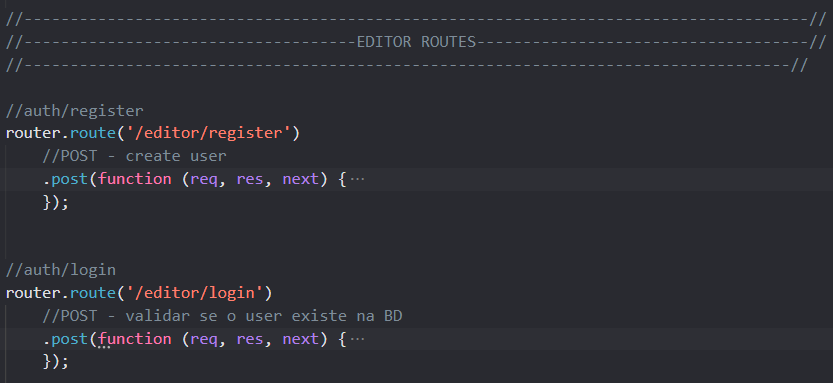 //-------------------------------------------------------------------------------------//
//------------------------------------EDITOR ROUTES------------------------------------//
//-----------------------------------------------------------------------------------//
//auth/register
router.route('/editor/register')
//POST - create user
.post(function (req, res, next) {···
});
//auth/login
router.route('/editor/login')
//POST - validar se o user existe na BD
.post(function (req, res, next) {···
});